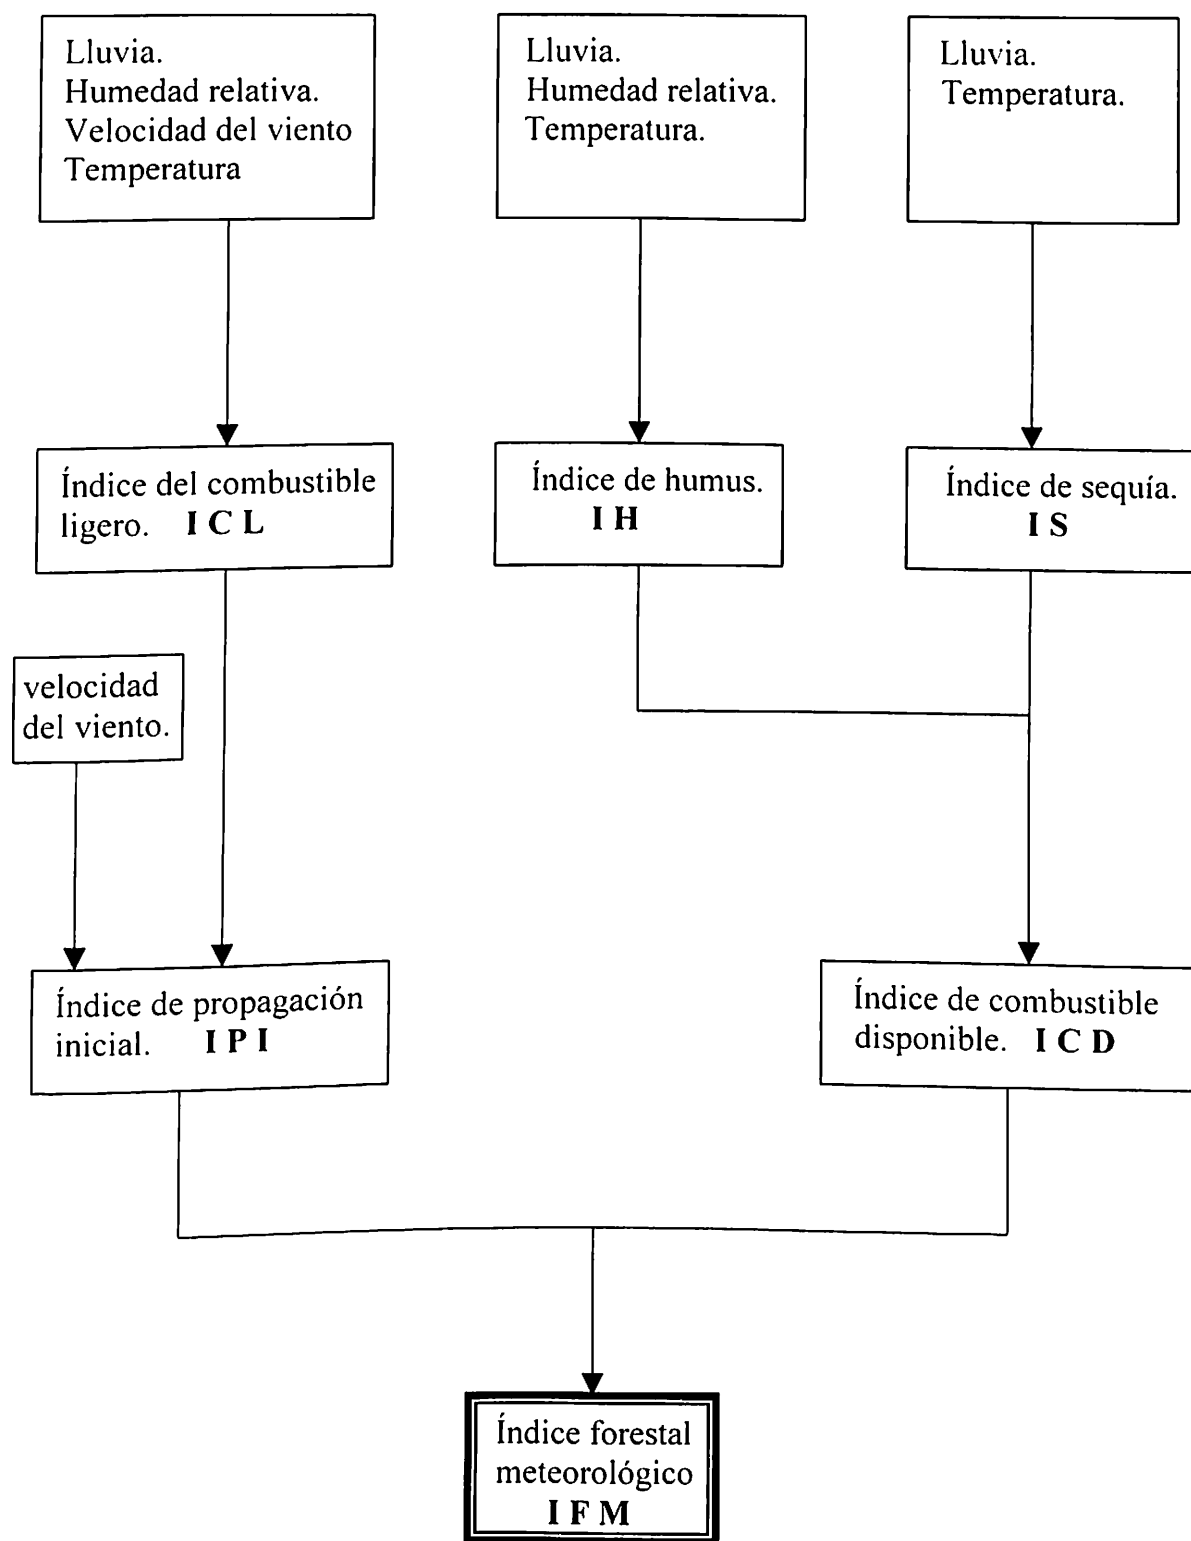 Lluvia.
Humedad relativa.
Velocidad del viento
Temperatura
Lluvia.
Humedad relativa.
Temperatura.
Lluvia.
Temperatura.
Índice del combustible
ligero. I C L
Índice de humus.
I H
Índice de sequía.
I S
velocidad
del viento.
Índice de propagación
inicial. I P I
Índice de combustible
disponible. I C D
Índice forestal
meteorológico
I F M